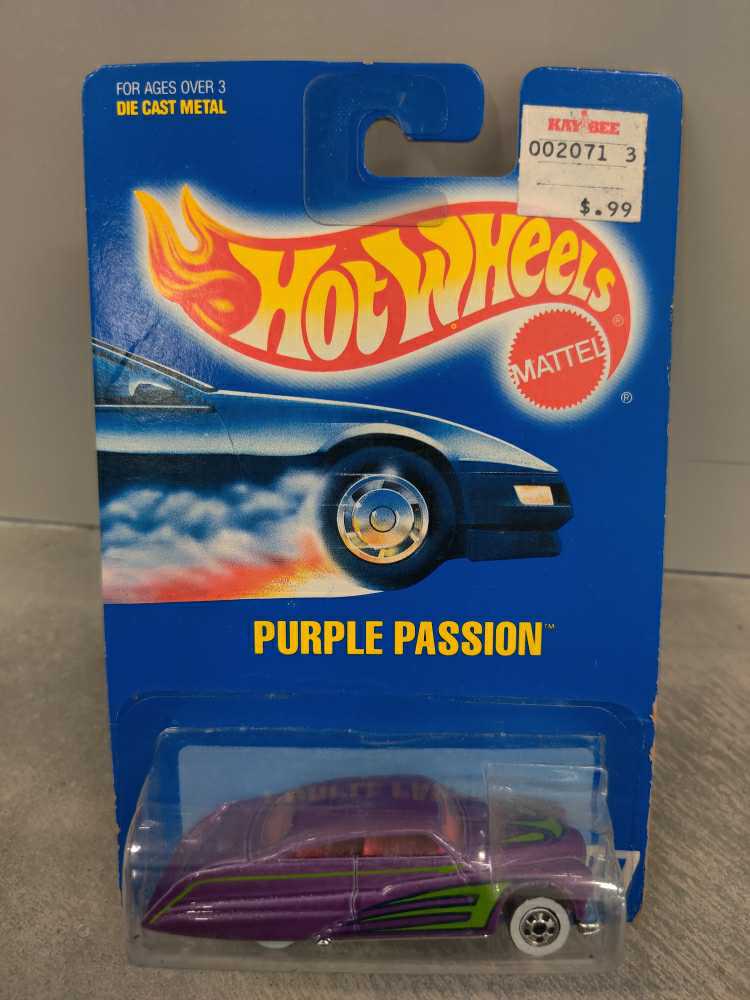 FOR AGES OVER 3
DIE CAST METAL
KAY BEE
002071 3
$.99
HOT WHEELS
®
MATTEL
®
PURPLE PASSION™